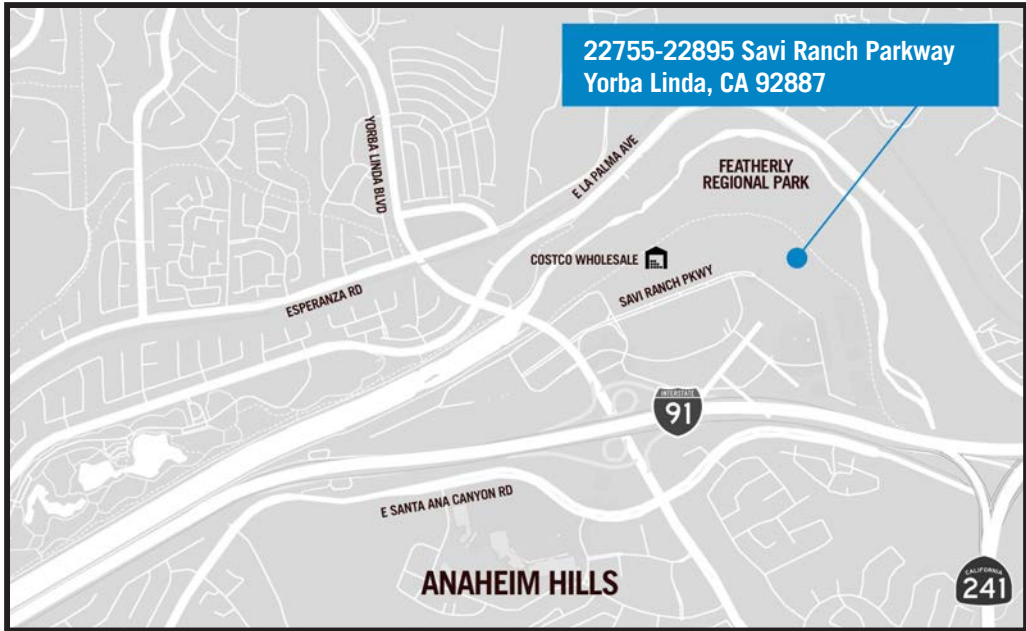 22755-22895 Savi Ranch Parkway
Yorba Linda, CA 92887
YORBA LINDA BLVD
E LA PALMA AVE
FEATHERLY
REGIONAL PARK
COSTCO WHOLESALE
SAVI RANCH PKWY
ESPERANZA RD
INTERSTATE
91
E SANTA ANA CANYON RD
ANAHEIM HILLS
CALIFORNIA
241